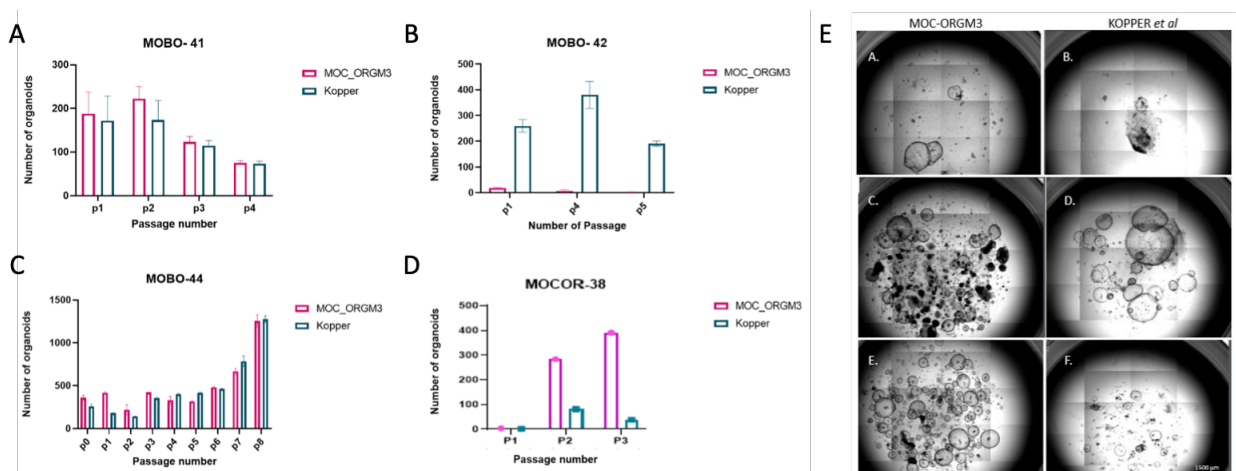 A
MOBO- 41
Number of organoids
300
200
100
0
p1
p2
p3
p4
Passage number
MOC_ORGM3
Kopper
B
MOBO- 42
Number of organoids
500
400
300
200
100
0
p1
p4
p5
Number of Passage
MOC_ORGM3
Kopper
C
MOBO-44
Number of organoids
1500
1000
500
0
p0
p1
p2
p3
p4
p5
p6
p7
p8
Passage number
MOC_ORGM3
Kopper
D
MOCOR-38
Number of organoids
500
400
300
200
100
0
P1
P2
P3
Passage number
MOC_ORGM3
Kopper
E
MOC-ORGM3
KOPPER et al
A.
B.
C.
D.
E.
F.
1500 μm